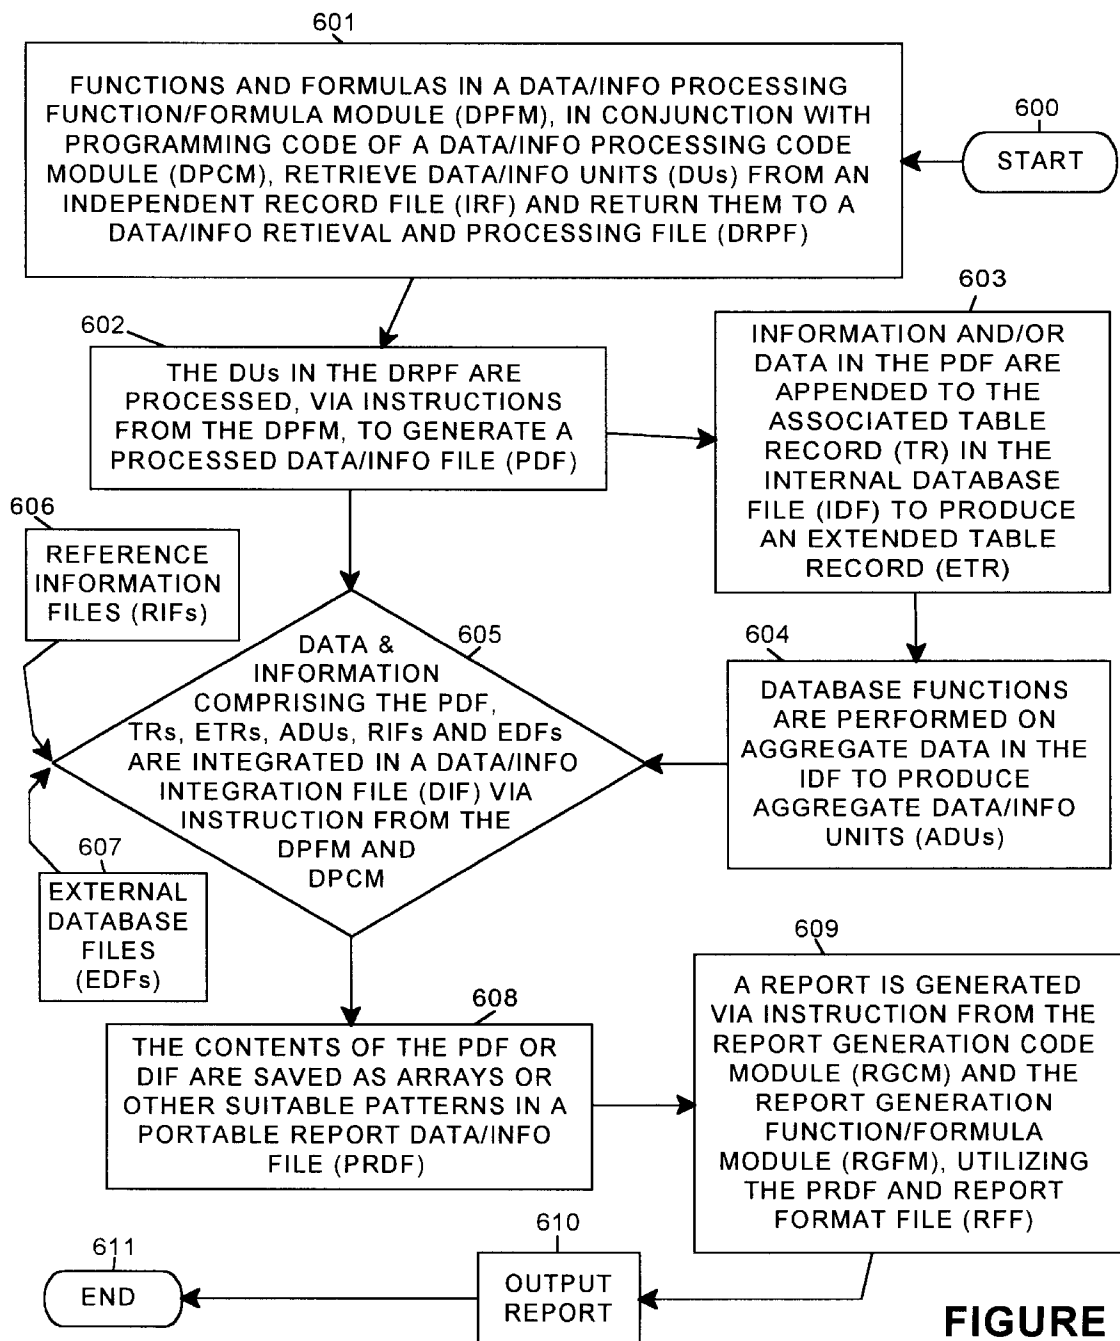 601
FUNCTIONS AND FORMULAS IN A DATA/INFO PROCESSING
FUNCTION/FORMULA MODULE (DPFM), IN CONJUNCTION WITH
PROGRAMMING CODE OF A DATA/INFO PROCESSING CODE
MODULE (DPCM), RETRIEVE DATA/INFO UNITS (DUs) FROM AN
INDEPENDENT RECORD FILE (IRF) AND RETURN THEM TO A
DATA/INFO RETIEVAL AND PROCESSING FILE (DRPF)
600
START
602
THE DUs IN THE DRPF ARE
PROCESSED, VIA INSTRUCTIONS
FROM THE DPFM, TO GENERATE A
PROCESSED DATA/INFO FILE (PDF)
603
INFORMATION AND/OR
DATA IN THE PDF ARE
APPENDED TO THE
ASSOCIATED TABLE
RECORD (TR) IN THE
INTERNAL DATABASE
FILE (IDF) TO PRODUCE
AN EXTENDED TABLE
RECORD (ETR)
604
DATABASE FUNCTIONS
ARE PERFORMED ON
AGGREGATE DATA IN THE
IDF TO PRODUCE
AGGREGATE DATA/INFO
UNITS (ADUs)
606
REFERENCE
INFORMATION
FILES (RIFs)
605
DATA &
INFORMATION
COMPRISING THE PDF,
TRs, ETRs, ADUs, RIFs AND EDFs
ARE INTEGRATED IN A DATA/INFO
INTEGRATION FILE (DIF) VIA
INSTRUCTION FROM THE
DPFM AND
DPCM
607
EXTERNAL
DATABASE
FILES
(EDFs)
608
THE CONTENTS OF THE PDF OR
DIF ARE SAVED AS ARRAYS OR
OTHER SUITABLE PATTERNS IN A
PORTABLE REPORT DATA/INFO
FILE (PRDF)
609
A REPORT IS GENERATED
VIA INSTRUCTION FROM THE
REPORT GENERATION CODE
MODULE (RGCM) AND THE
REPORT GENERATION
FUNCTION/FORMULA
MODULE (RGFM), UTILIZING
THE PRDF AND REPORT
FORMAT FILE (RFF)
610
OUTPUT
REPORT
611
END
FIGURE